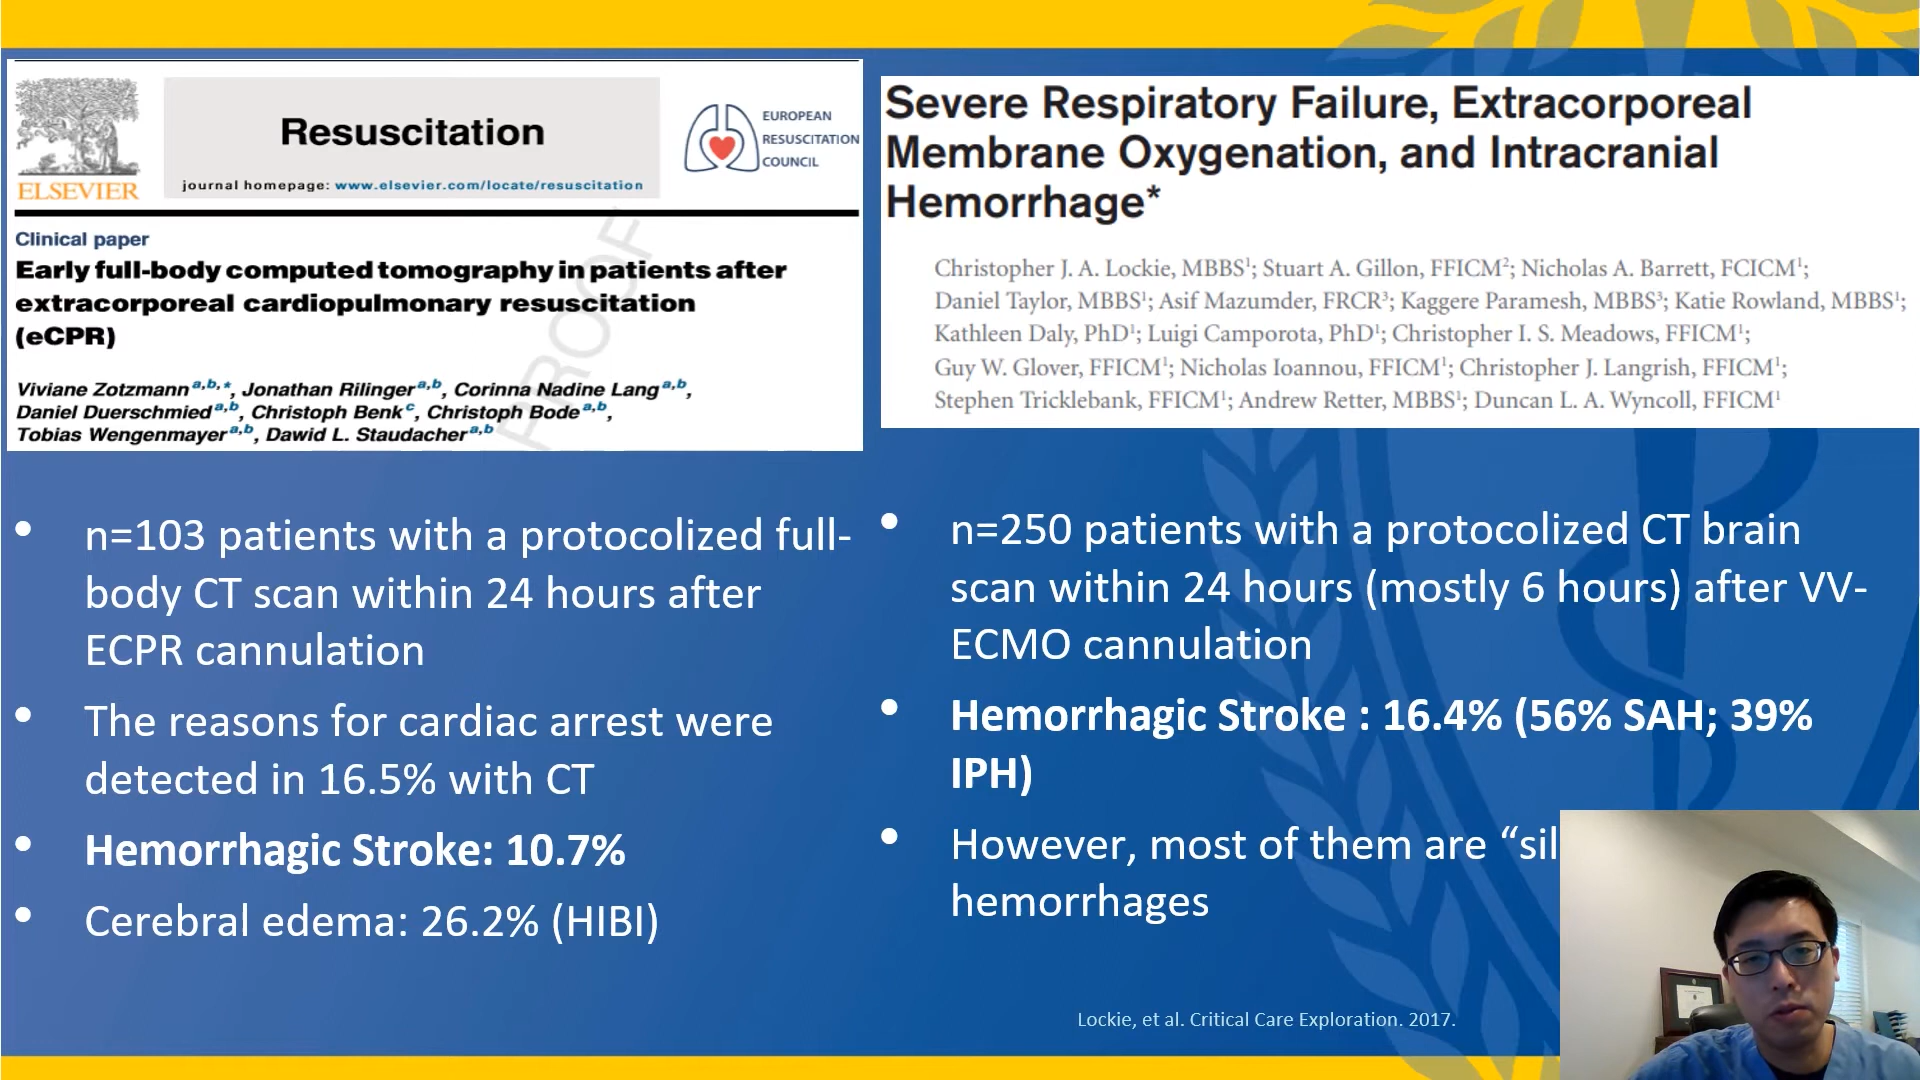 ELSEVIER
Resuscitation
journal homepage: www.elsevier.com/locate/resuscitation
EUROPEAN
RESUSCITATION
COUNCIL
Clinical paper
Early full-body computed tomography in patients after
extracorporeal cardiopulmonary resuscitation
(eCPR)
PROOF
Viviane Zotzmann a,b,*, Jonathan Rilinger a,b, Corinna Nadine Lang a,b,
Daniel Duerschmied a,b, Christoph Benk c, Christoph Bode a,b,
Tobias Wengenmayer a,b, Dawid L. Staudacher a,b
• n=103 patients with a protocolized full-
body CT scan within 24 hours after
ECPR cannulation
• The reasons for cardiac arrest were
detected in 16.5% with CT
• Hemorrhagic Stroke: 10.7%
• Cerebral edema: 26.2% (HIBI)
Severe Respiratory Failure, Extracorporeal
Membrane Oxygenation, and Intracranial
Hemorrhage*
Christopher J. A. Lockie, MBBS1; Stuart A. Gillon, FFICM2; Nicholas A. Barrett, FCICM1;
Daniel Taylor, MBBS1; Asif Mazumder, FRCR3; Kaggere Paramesh, MBBS3; Katie Rowland, MBBS1;
Kathleen Daly, PhD1; Luigi Camporota, PhD1; Christopher I. S. Meadows, FFICM1;
Guy W. Glover, FFICM1; Nicholas Ioannou, FFICM1; Christopher J. Langrish, FFICM1;
Stephen Tricklebank, FFICM1; Andrew Retter, MBBS1; Duncan L. A. Wyncoll, FFICM1
• n=250 patients with a protocolized CT brain
scan within 24 hours (mostly 6 hours) after VV-
ECMO cannulation
• Hemorrhagic Stroke : 16.4% (56% SAH; 39%
IPH)
• However, most of them are “sil
hemorrhages
Lockie, et al. Critical Care Exploration. 2017.